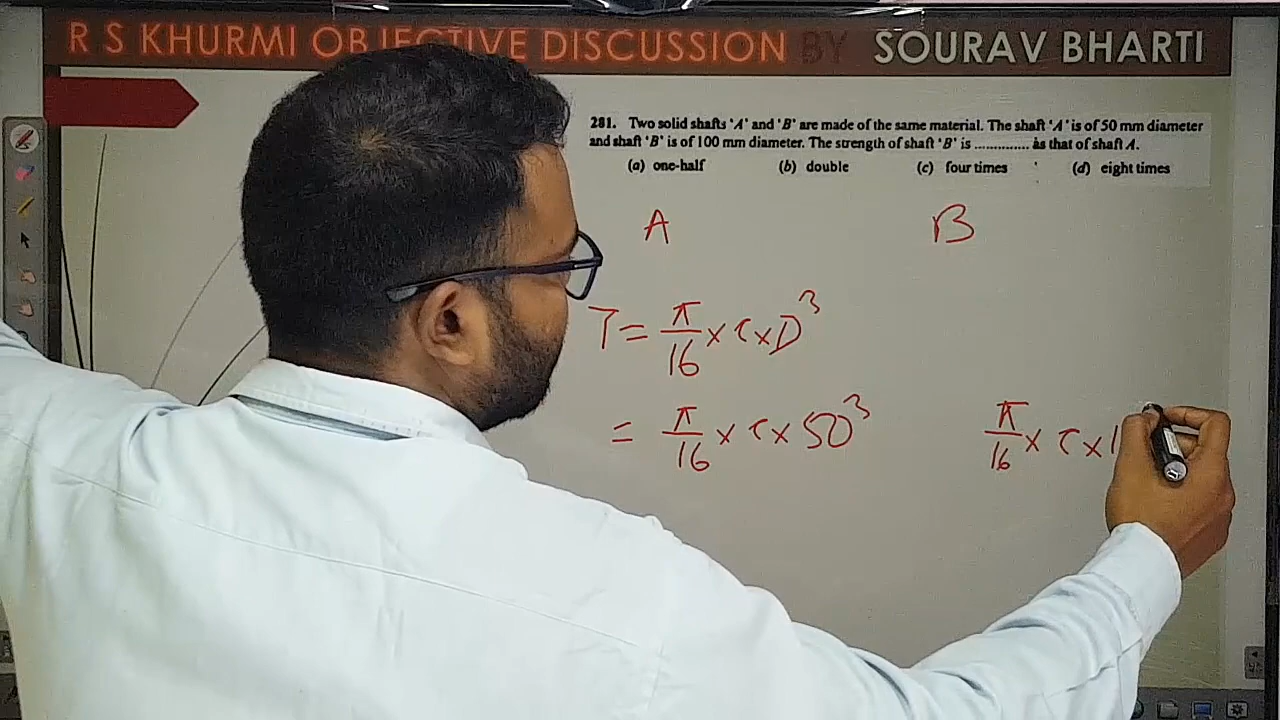 R S KHURMI OBJECTIVE DISCUSSION BY SOURAV BHARTI
281. Two solid shafts 'A' and 'B' are made of the same material. The shaft 'A' is of 50 mm diameter
and shaft 'B' is of 100 mm diameter. The strength of shaft 'B' is .............. as that of shaft A.
(a) one-half (b) double (c) four times (d) eight times
A B
T = π/16 × τ × D³
= π/16 × τ × 50³ π/16 × τ × 1